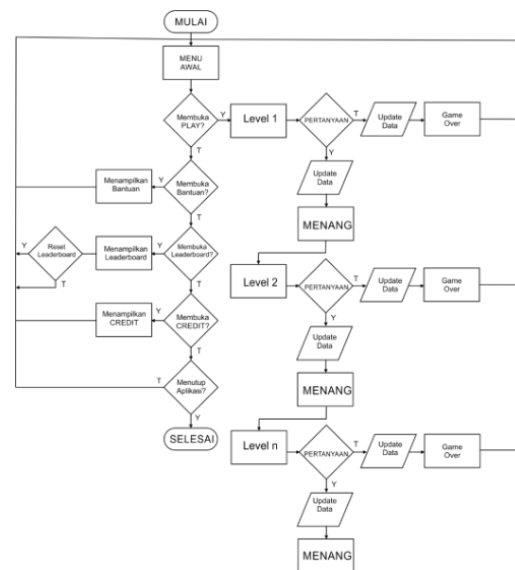 MULAI
MENU
AWAL
Membuka
PLAY?
Y
T
Level 1
PERTANYAAN
T
Y
Update
Data
Game
Over
Update
Data
MENANG
Membuka
Bantuan?
Y
T
Menampilkan
Bantuan
Membuka
Leaderboard?
Y
T
Menampilkan
Leaderboard
Reset
Leaderboard
Y
T
Level 2
PERTANYAAN
T
Y
Update
Data
Game
Over
Update
Data
MENANG
Membuka
CREDIT?
Y
T
Menampilkan
CREDIT
Menutup
Aplikasi?
T
Y
SELESAI
Level n
PERTANYAAN
T
Y
Update
Data
Game
Over
Update
Data
MENANG